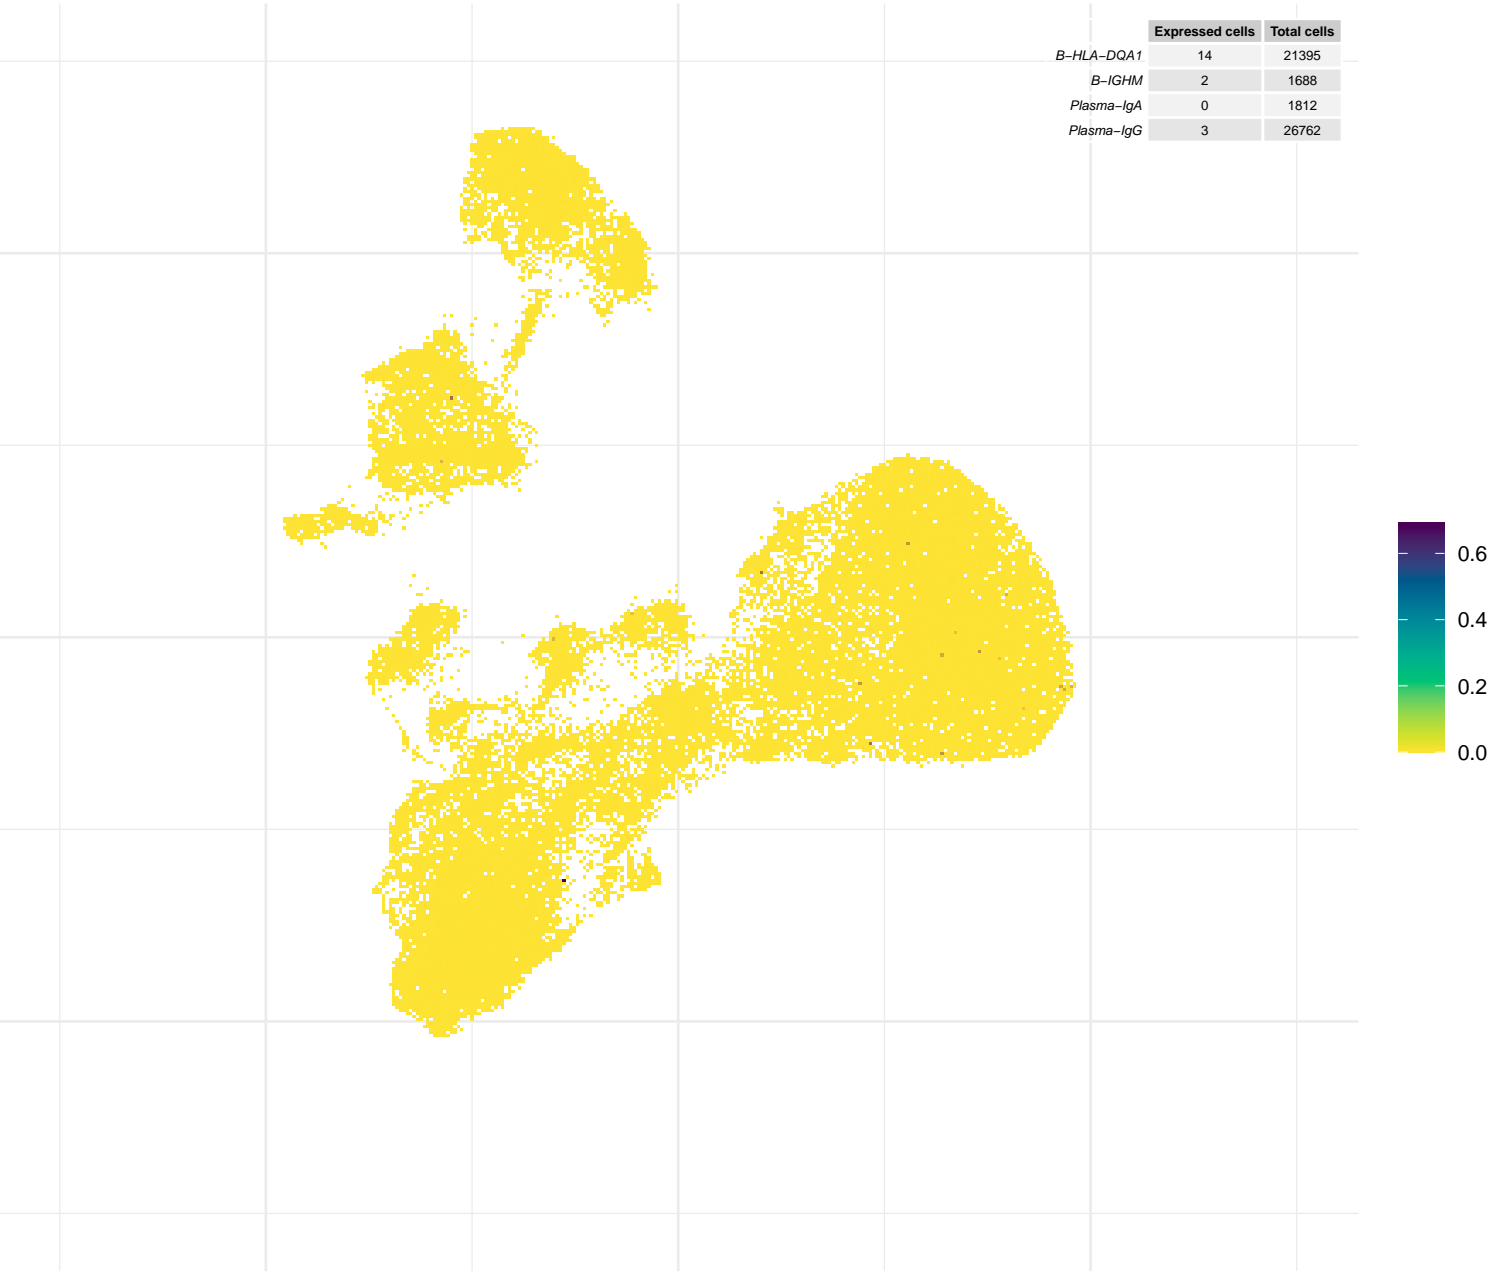 Expressed cells Total cells
B−HLA−DQA1 14 21395
B−IGHM 2 1688
Plasma−IgA 0 1812
Plasma−IgG 3 26762
0.6
0.4
0.2
0.0